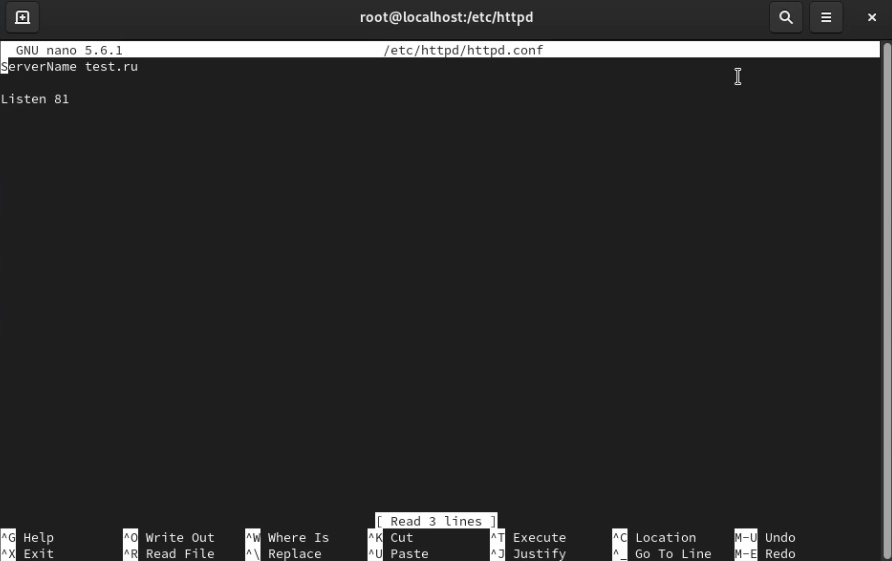 root@localhost:/etc/httpd
GNU nano 5.6.1 /etc/httpd/httpd.conf
ServerName test.ru
Listen 81
[ Read 3 lines ]
^G Help ^O Write Out ^W Where Is ^K Cut ^T Execute ^C Location M-U Undo
^X Exit ^R Read File ^\ Replace ^U Paste ^J Justify ^_ Go To Line M-E Redo